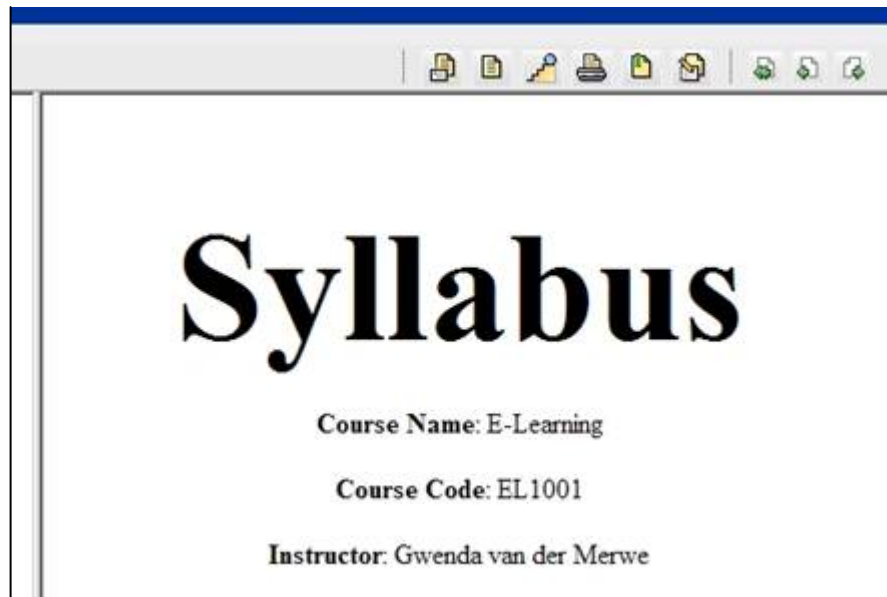 Syllabus
Course Name: E-Learning
Course Code: EL1001
Instructor: Gwenda van der Merwe